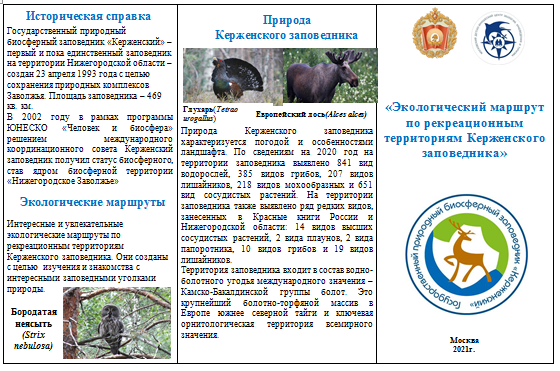 Историческая справка
Государственный природный
биосферный заповедник «Керженский» –
первый и пока единственный заповедник
на территории Нижегородской области –
создан 23 апреля 1993 года с целью
сохранения природных комплексов
Заволжья. Площадь заповедника – 469
кв. км.
В 2002 году в рамках программы
ЮНЕСКО «Человек и биосфера»
решением международного
координационного совета Керженский
заповедник получил статус биосферного,
став ядром биосферной территории
«Нижегородское Заволжье»
Экологические маршруты
Интересные и увлекательные
экологические маршруты по
рекреационным территориям
Керженского заповедника. Они созданы
с целью изучения и знакомства с
интересными заповедными уголками
природы.
Бородатая
неясыть
(Strix
nebulosa)
Природа
Керженского заповедника
Глухарь(Tetrao
urogallus)
Европейский лось(Alces alces)
Природа Керженского заповедника
характеризуется погодой и особенностями
ландшафта. По сведениям на 2020 год на
территории заповедника выявлено 841 вид
водорослей, 385 видов грибов, 207 видов
лишайников, 218 видов мохообразных и 651
вид сосудистых растений. На территории
заповедника также выявлено ряд редких видов,
занесенных в Красные книги России и
Нижегородской области: 14 видов высших
сосудистых растений, 2 вида плаунов, 2 вида
папоротника, 10 видов грибов и 19 видов
лишайников.
Территория заповедника входит в состав водно-
болотного угодья международного значения –
Камско-Бакалдинской группы болот. Это
крупнейший болотно-торфяной массив в
Европе южнее северной тайги и ключевая
орнитологическая территория всемирного
значения.
«Экологический маршрут
по рекреационным
территориям Керженского
заповедника»
Государственный природный биосферный заповедник «Керженский»
Москва
2021г.